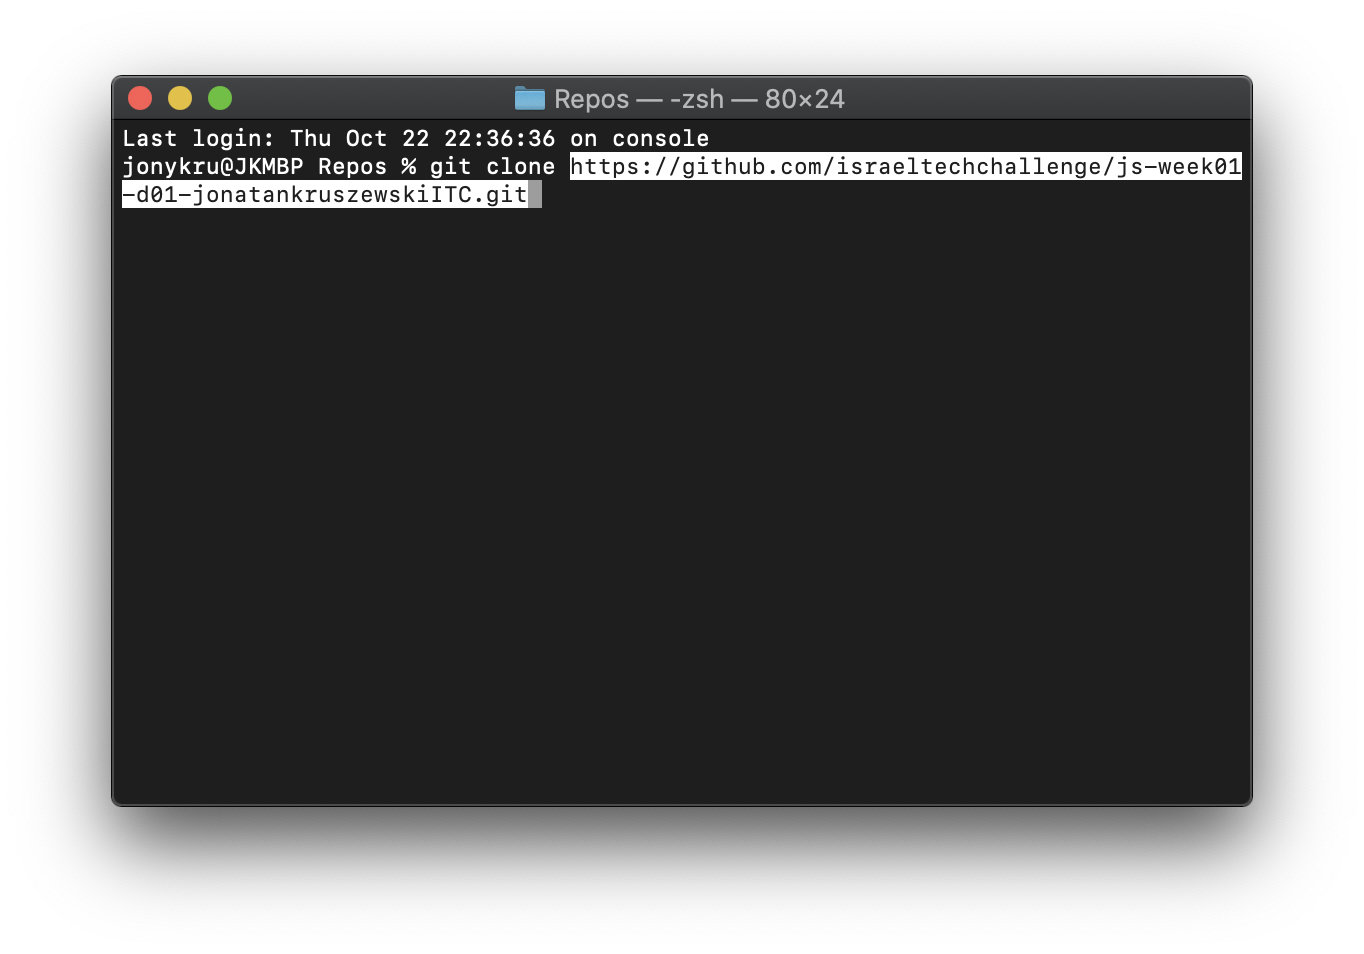 Repos — -zsh — 80×24
Last login: Thu Oct 22 22:36:36 on console
jonykru@JKMBP Repos % git clone https://github.com/israeltechchallenge/js-week01
-d01-jonatankruszewskiITC.git